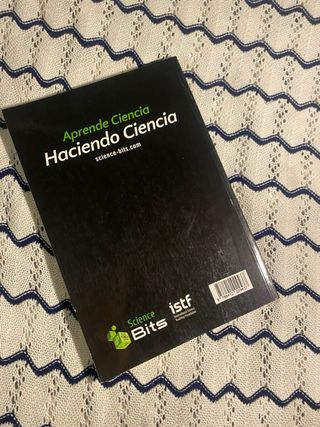 Aprende Ciencia
Haciendo Ciencia
science-bits.com
Science
Bits
istf